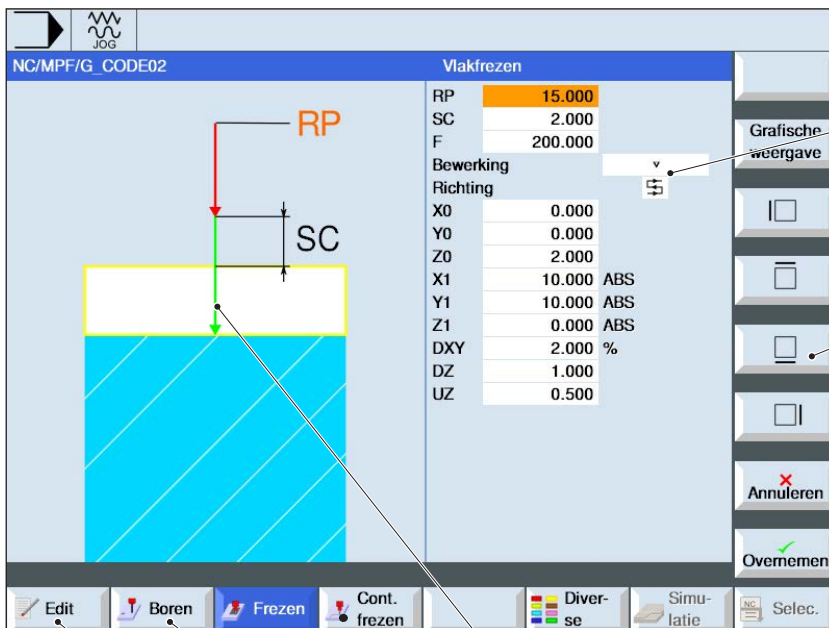 JOG
NC/MPF/G_CODE02
Vlakfrezen
RP
SC
RP 15.000
SC 2.000
F 200.000
Bewerking ▿
Richting
X0 0.000
Y0 0.000
Z0 2.000
X1 10.000 ABS
Y1 10.000 ABS
Z1 0.000 ABS
DXY 2.000 %
DZ 1.000
UZ 0.500
Grafische
weergave
Annuleren
Overnemen
Edit
Boren
Frezen
Cont.
frezen
Diver-
se
Simu-
latie
NC
Selec.